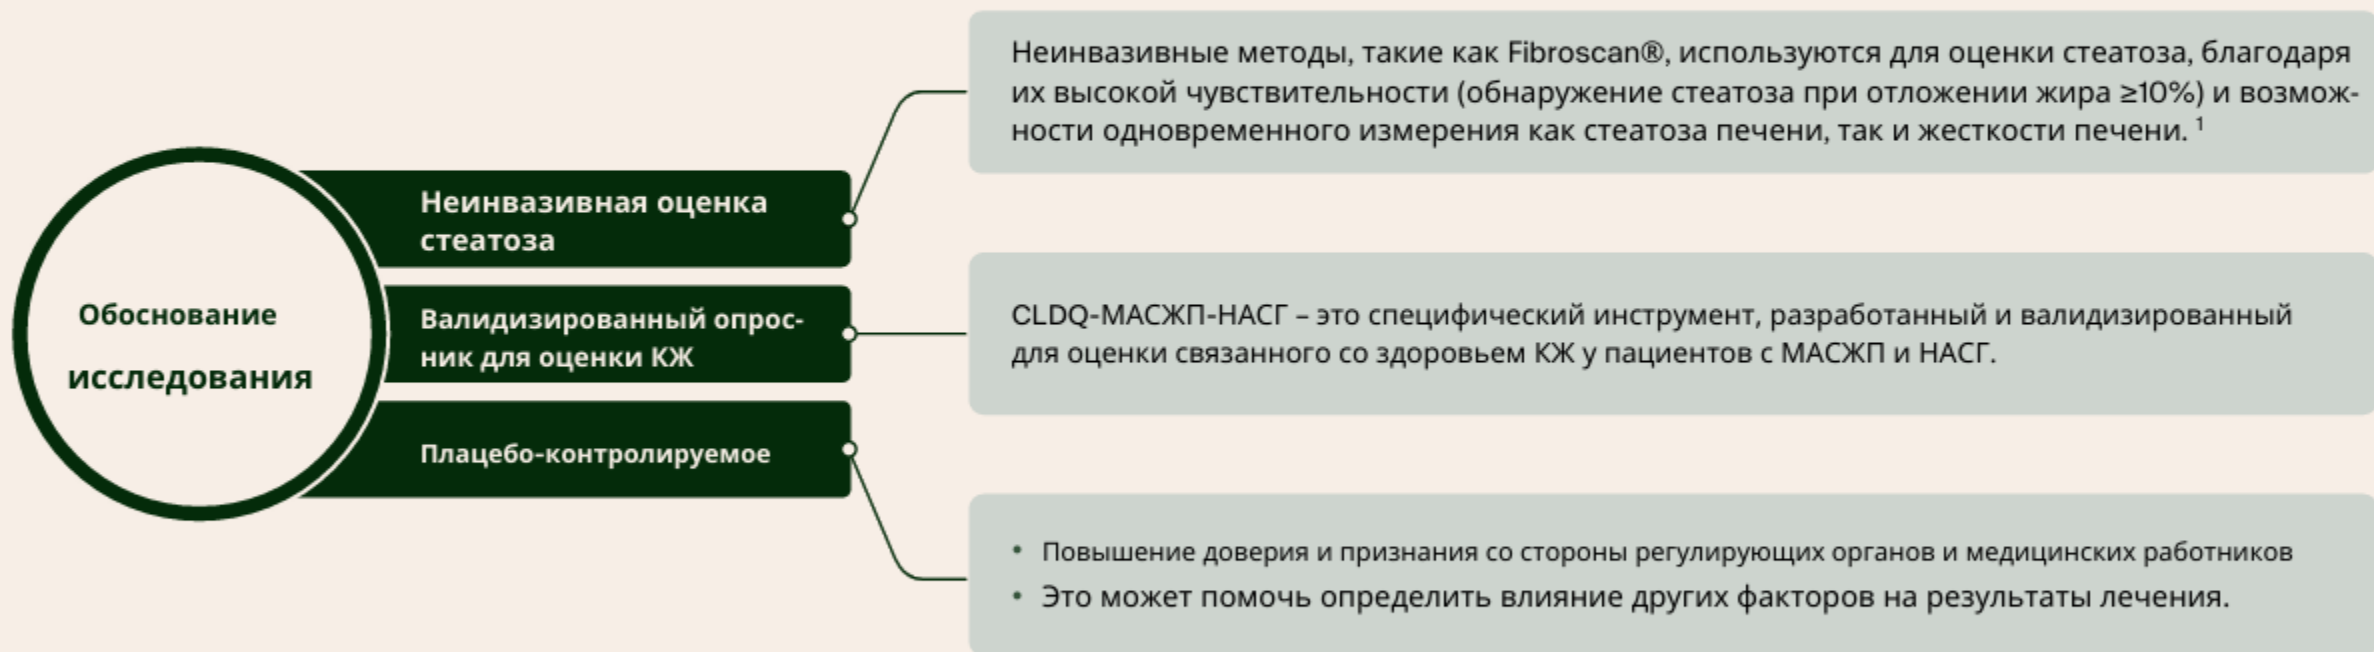 Обоснование
исследования
Неинвазивная оценка
стеатоза
Неинвазивные методы, такие как Fibroscan®, используются для оценки стеатоза, благодаря
их высокой чувствительности (обнаружение стеатоза при отложении жира ≥10%) и возмож-
ности одновременного измерения как стеатоза печени, так и жесткости печени. ¹
Валидизированный опрос-
ник для оценки КЖ
CLDQ-МАСЖП-НАСГ – это специфический инструмент, разработанный и валидизированный
для оценки связанного со здоровьем КЖ у пациентов с МАСЖП и НАСГ.
Плацебо-контролируемое
• Повышение доверия и признания со стороны регулирующих органов и медицинских работников
• Это может помочь определить влияние других факторов на результаты лечения.